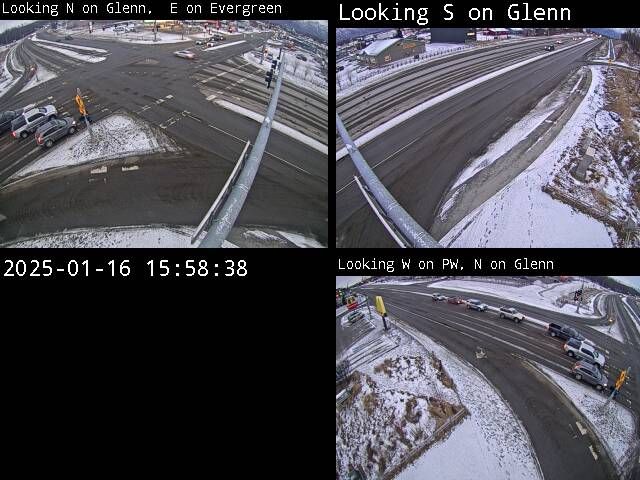 Looking N on Glenn,  E on Evergreen
Looking S on Glenn
2025-01-16 15:58:38
Looking W on PW, N on Glenn